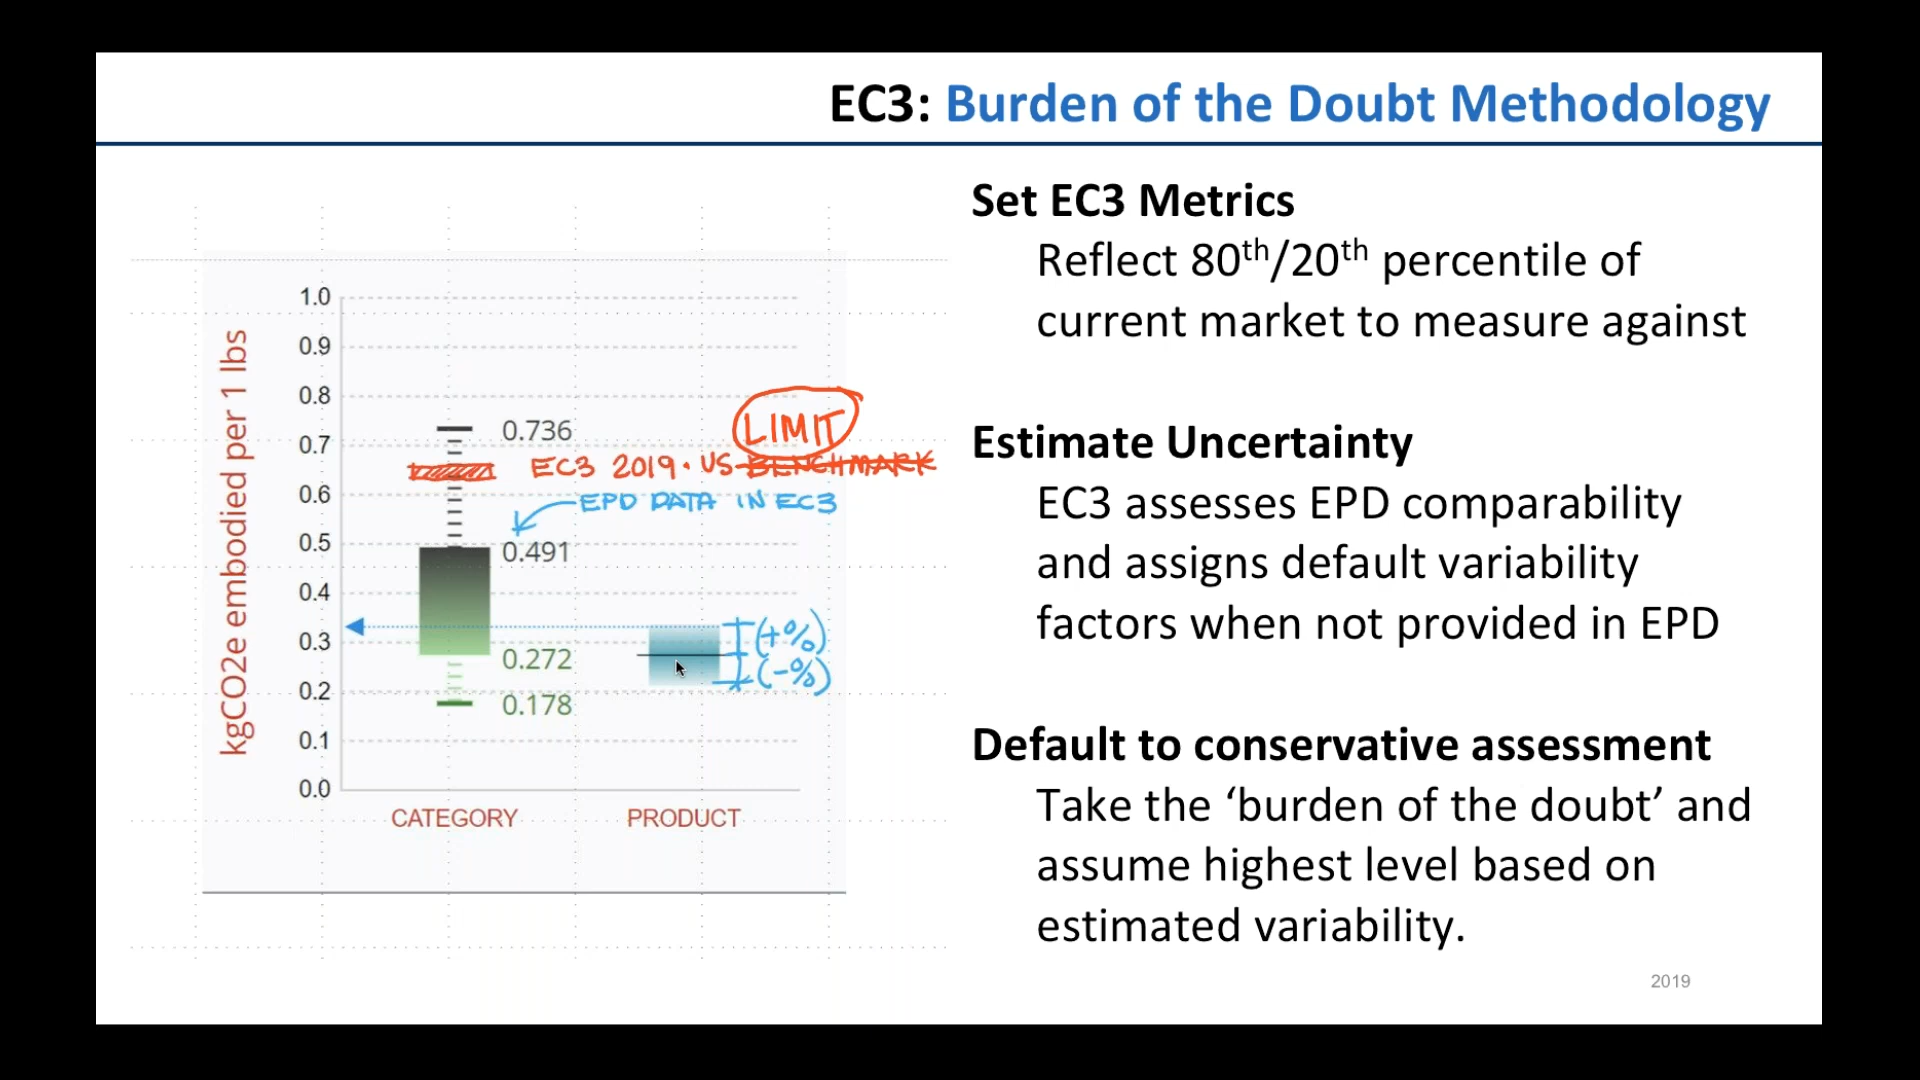 EC3: Burden of the Doubt Methodology
Set EC3 Metrics
Reflect 80th/20th percentile of
current market to measure against
Estimate Uncertainty
EC3 assesses EPD comparability
and assigns default variability
factors when not provided in EPD
Default to conservative assessment
Take the ‘burden of the doubt’ and
assume highest level based on
estimated variability.
kgCO2e embodied per 1 lbs
1.0
0.9
0.8
0.7
0.6
0.5
0.4
0.3
0.2
0.1
0.0
0.736
LIMIT
EC3 2019 · US BENCHMARK
EPD DATA IN EC3
0.491
(+%)
0.272
(-%)
0.178
CATEGORY
PRODUCT
2019